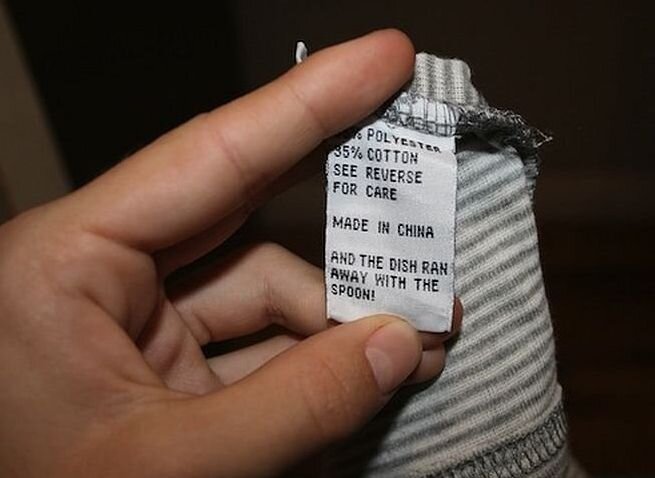 % POLYESTER
35% COTTON
SEE REVERSE
FOR CARE
MADE IN CHINA
AND THE DISH RAN
AWAY WITH THE
SPOON!